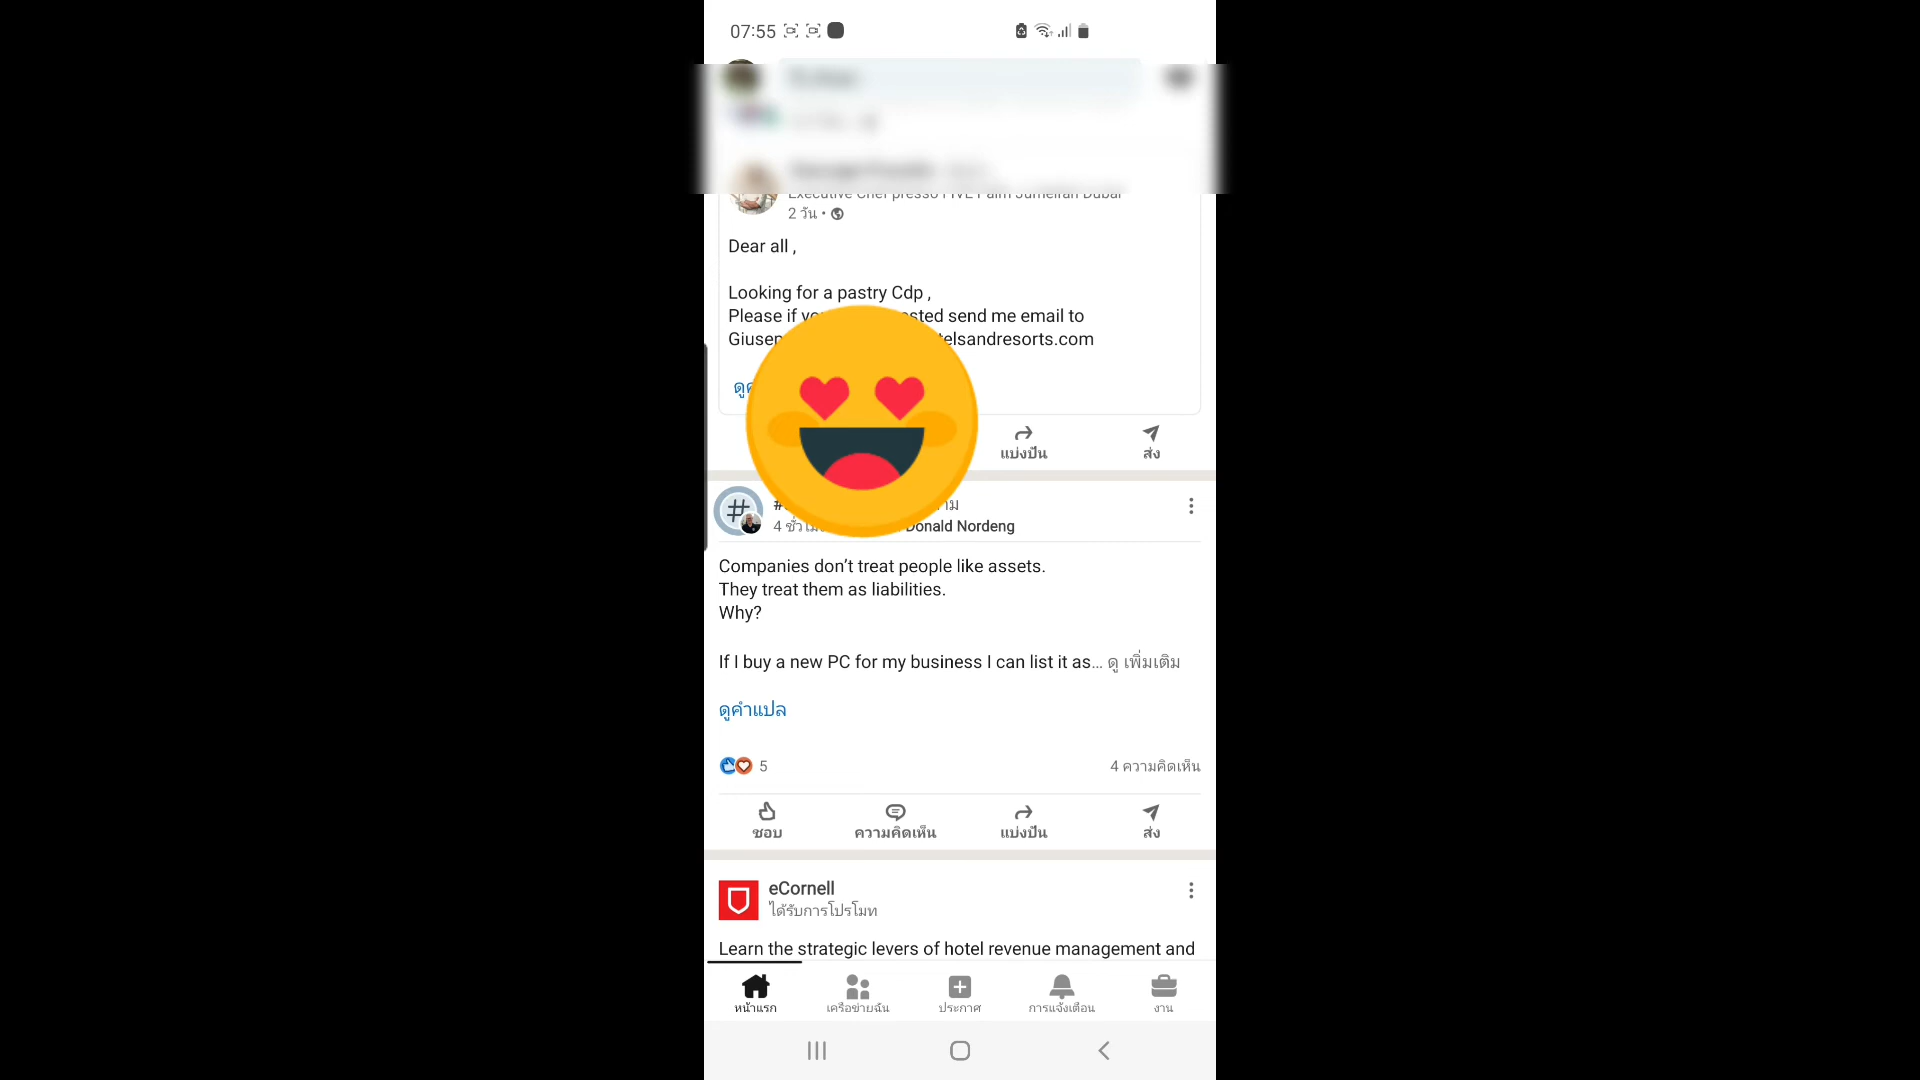 07:55
2 วัน •
Dear all ,
Looking for a pastry Cdp ,
Please if send me email to
แบ่งปัน
ส่ง
Donald Nordeng
Companies don’t treat people like assets.
They treat them as liabilities.
Why?
If I buy a new PC for my business I can list it as... ดู เพิ่มเติม
ดูคำแปล
5
4 ความคิดเห็น
ชอบ
ความคิดเห็น
แบ่งปัน
ส่ง
eCornell
ได้รับการโปรโมท
Learn the strategic levers of hotel revenue management and
หน้าแรก
เครือข่ายฉัน
ประกาศ
การแจ้งเตือน
งาน